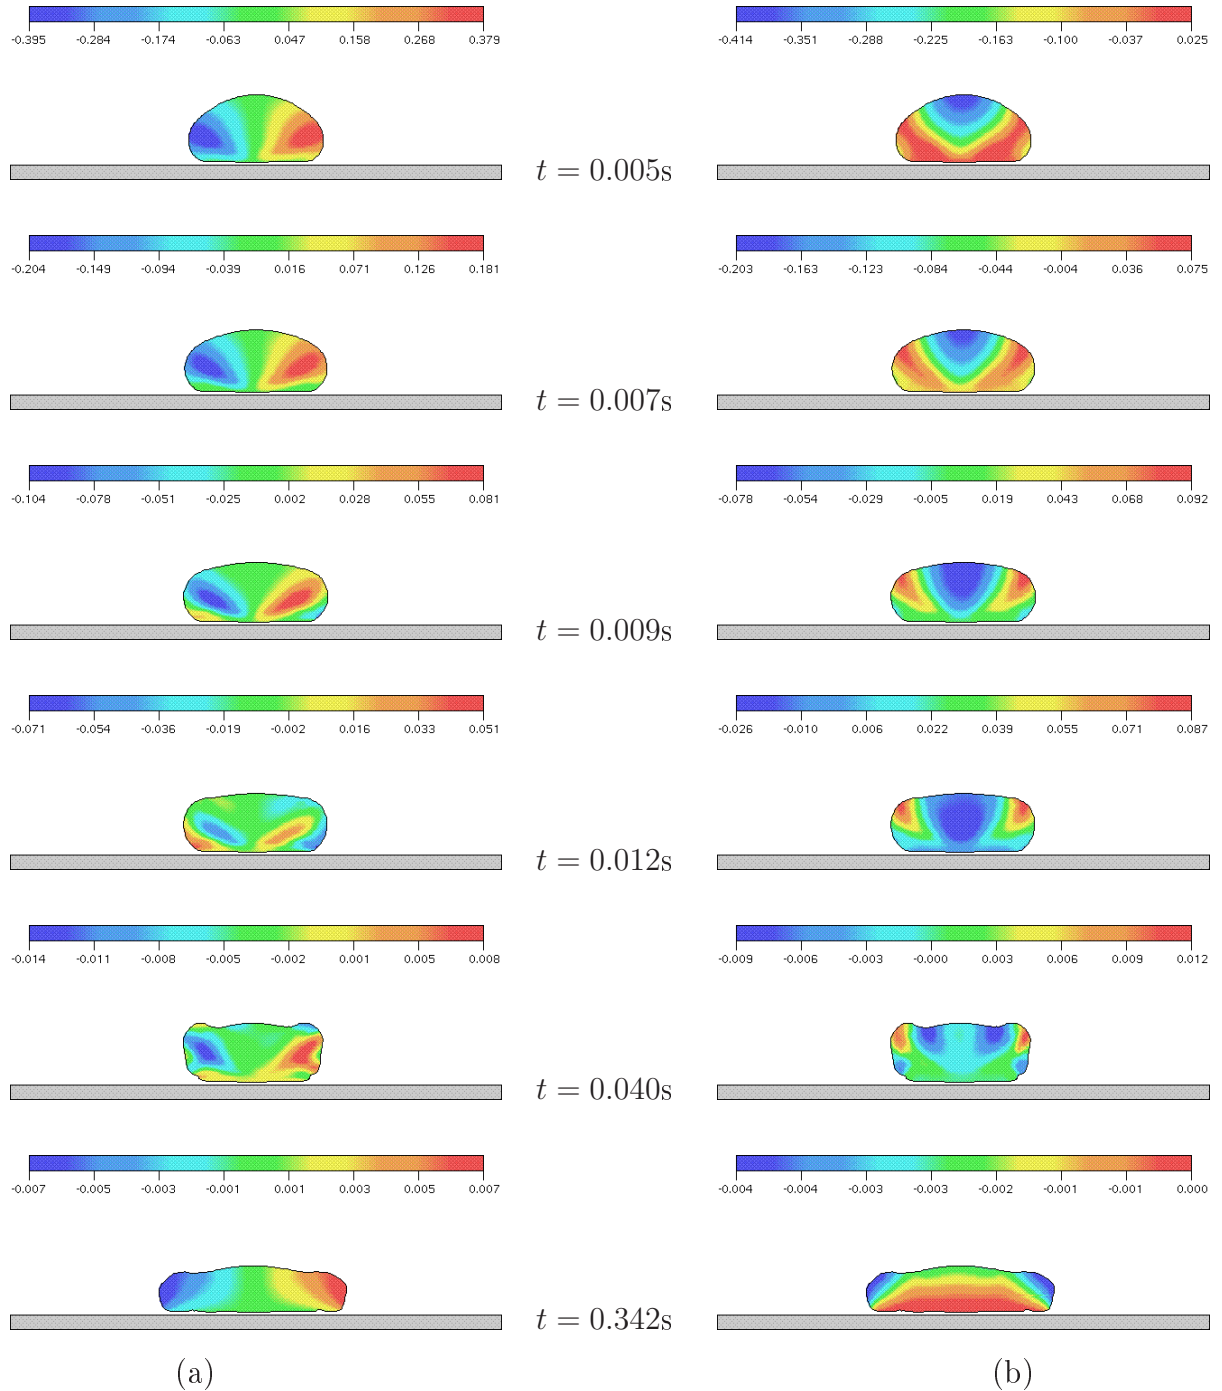 -0.395 -0.284 -0.174 -0.063 0.047 0.158 0.268 0.379
-0.414 -0.351 -0.288 -0.225 -0.163 -0.100 -0.037 0.025
t = 0.005s
-0.204 -0.149 -0.094 -0.039 0.016 0.071 0.126 0.181
-0.203 -0.163 -0.123 -0.084 -0.044 -0.004 0.036 0.075
t = 0.007s
-0.104 -0.078 -0.051 -0.025 0.002 0.028 0.055 0.081
-0.078 -0.054 -0.029 -0.005 0.019 0.043 0.068 0.092
t = 0.009s
-0.071 -0.054 -0.036 -0.019 -0.002 0.016 0.033 0.051
-0.026 -0.010 0.006 0.022 0.039 0.055 0.071 0.087
t = 0.012s
-0.014 -0.011 -0.008 -0.005 -0.002 0.001 0.005 0.008
-0.009 -0.006 -0.003 -0.000 0.003 0.006 0.009 0.012
t = 0.040s
-0.007 -0.005 -0.003 -0.001 0.001 0.003 0.005 0.007
-0.004 -0.004 -0.003 -0.003 -0.002 -0.001 -0.001 0.000
t = 0.342s
(a)
(b)